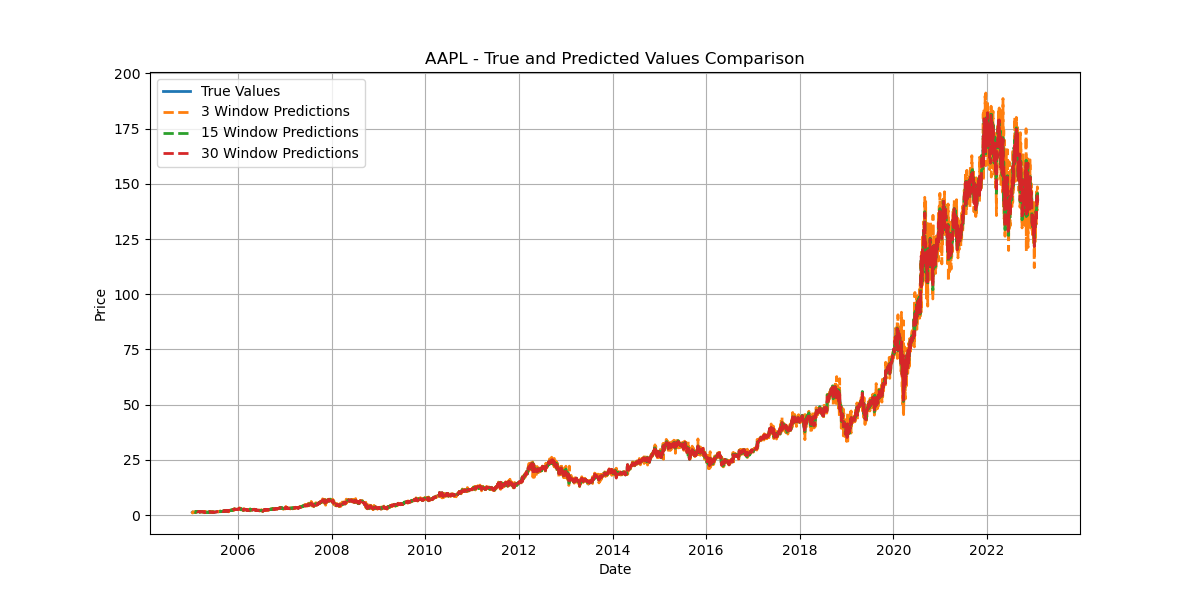 AAPL - True and Predicted Values Comparison
True Values
3 Window Predictions
15 Window Predictions
30 Window Predictions
200
175
150
125
100
75
50
25
0
Price
2006 2008 2010 2012 2014 2016 2018 2020 2022
Date